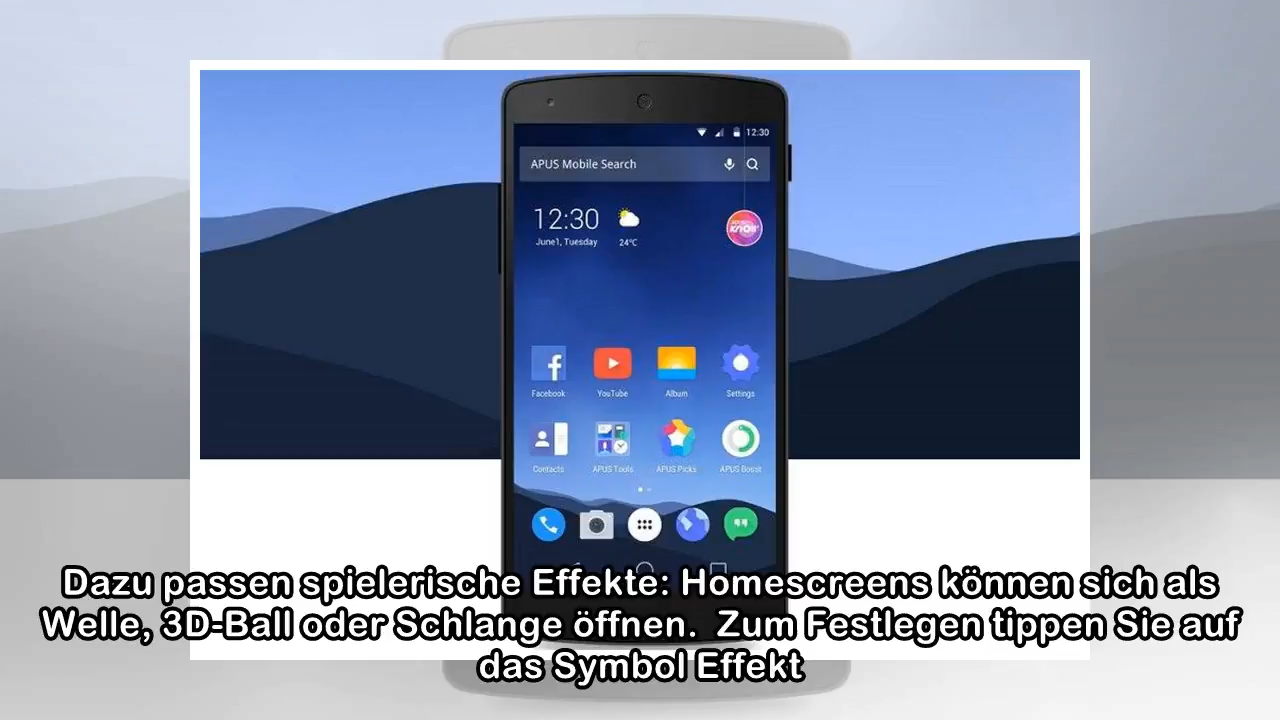 12:30
APUS Mobile Search
12:30
June1, Tuesday 24℃
Facebook YouTube Album Settings
Contacts APUS Tools APUS Picks APUS Boost
Dazu passen spielerische Effekte: Homescreens können sich als
Welle, 3D-Ball oder Schlange öffnen.  Zum Festlegen tippen Sie auf
das Symbol Effekt